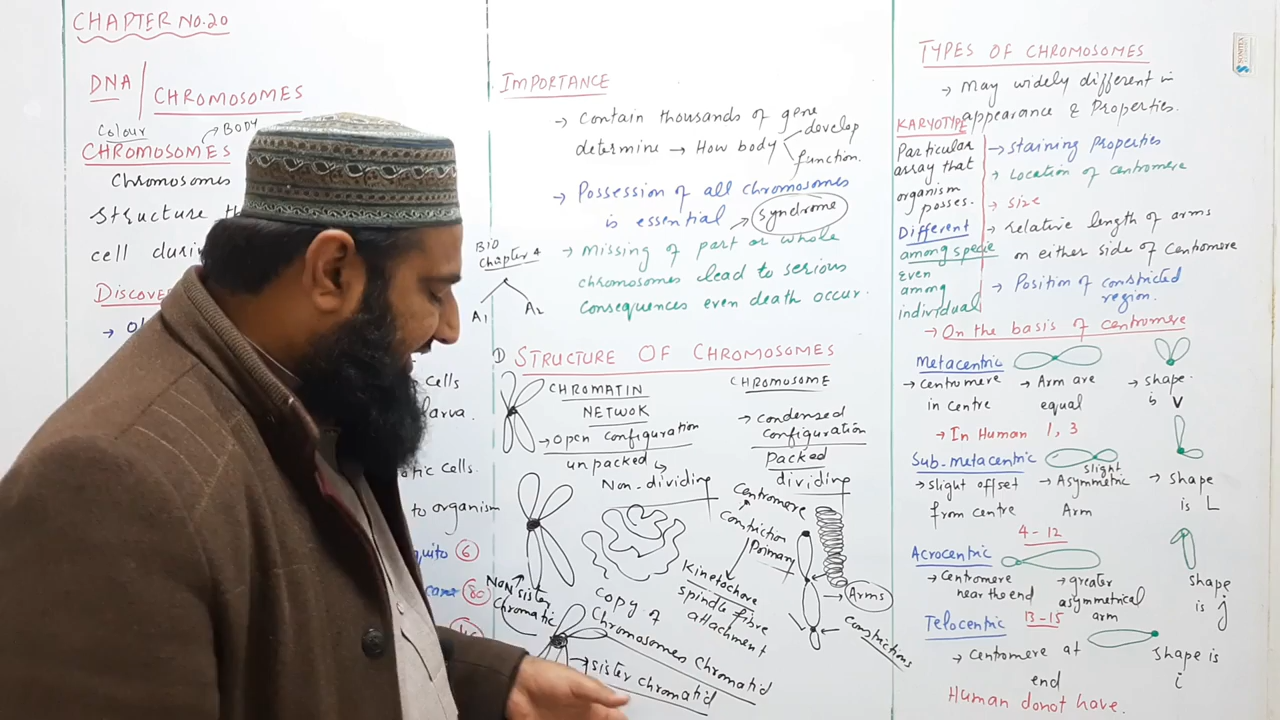 CHAPTER No.20
DNA / CHROMOSOMES
Colour
BODY
CHROMOSOMES
Chromosomes
Structure
cell
DISCOVE
cells
larva.
cells.
to organism
6
IMPORTANCE
→ Contain thousands of gene
determine → How body
develop
function.
→ Possession of all chromosomes
is essential → Syndrome
Bio
Chapter 4
A1
A2
→ Missing of part or whole
chromosomes lead to serious
consequences even death occur.
① STRUCTURE OF CHROMOSOMES
CHROMATIN
NETWOK
→ Open configuration
unpacked
Non-dividing
CHROMOSOME
→ condensed
configuration
Packed
dividing
Centromere
Constriction
Poimary
Kinetochore
spindle fibre
attachment
Arms
Constrictions
Copy of
Chromosomes Chromatid
Non sister
Chromatic
→ sister chromatid
TYPES OF CHROMOSOMES
→ May widely different in
appearance & Properties.
KARYOTYPE
Particular
array that
organism
posses.
Different
among specie
Even
among
individual
→ Staining Properties
→ Location of centromere
→ size
→ relative length of arms
on either side of Centromere
→ Position of constricted
region.
→ On the basis of centromere
Metacentric
→ centromere
in centre
→ Arm are
equal
→ shape
is V
→ In Human 1, 3
Sub-metacentric
→ slight offset
from centre
slight
→ Asymmetric
Arm
→ shape
is L
4-12
Acrocentric
→ Centromere
near the end
→ greater
asymmetrical
arm
shape
is j
Telocentric
13-15
→ Centromere at
end
Shape is
i
Human donot have.